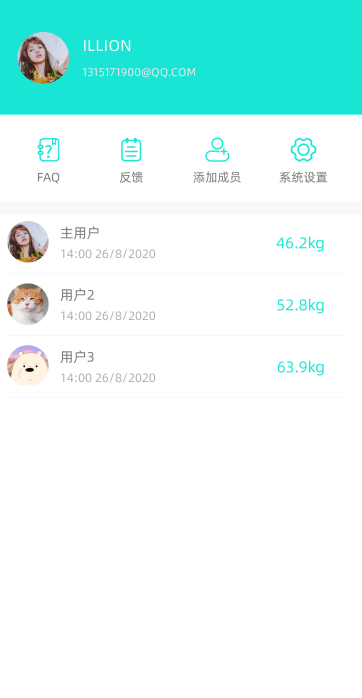 ILLION
1315171900@QQ.COM
FAQ
反馈
添加成员
系统设置
主用户
14:00 26/8/2020
46.2kg
用户2
14:00 26/8/2020
52.8kg
用户3
14:00 26/8/2020
63.9kg